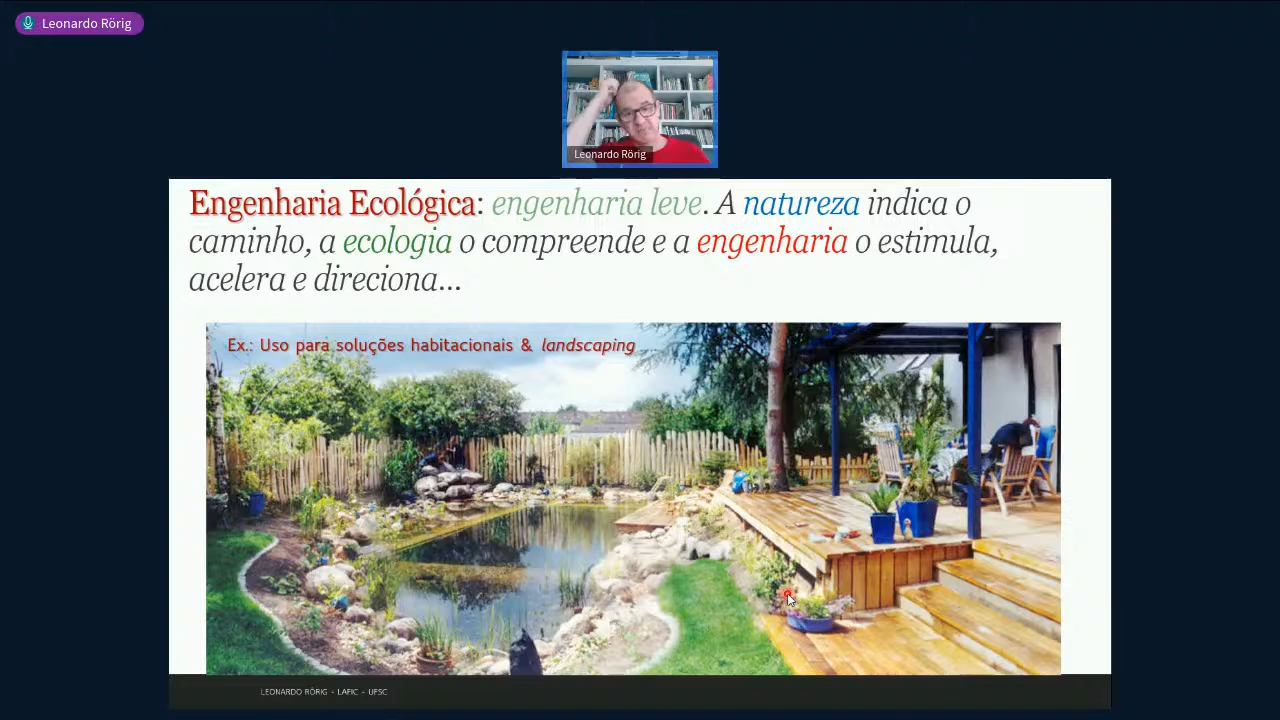 Leonardo Rörig
Leonardo Rörig
Engenharia Ecológica: engenharia leve. A natureza indica o
caminho, a ecologia o compreende e a engenharia o estimula,
acelera e direciona...
Ex.: Uso para soluções habitacionais & landscaping
LEONARDO RÖRIG - LAFIC - UFSC